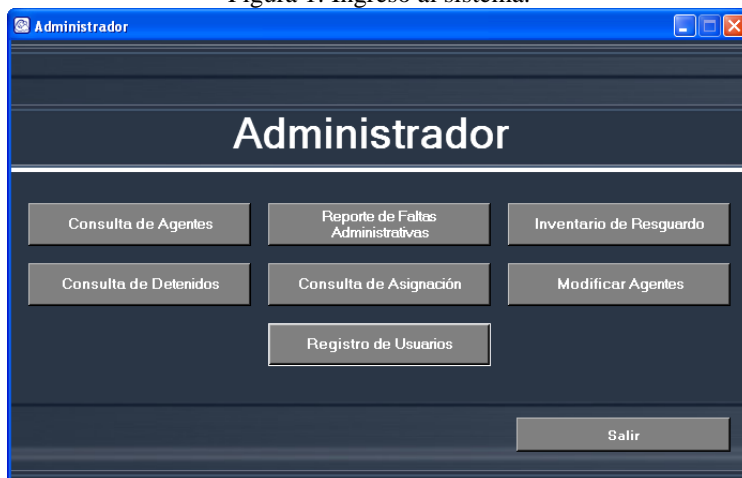 Figura 1. Ingreso al sistema.
Administrador
Administrador
Consulta de Agentes
Reporte de Faltas
Administrativas
Inventario de Resguardo
Consulta de Detenidos
Consulta de Asignación
Modificar Agentes
Registro de Usuarios
Salir